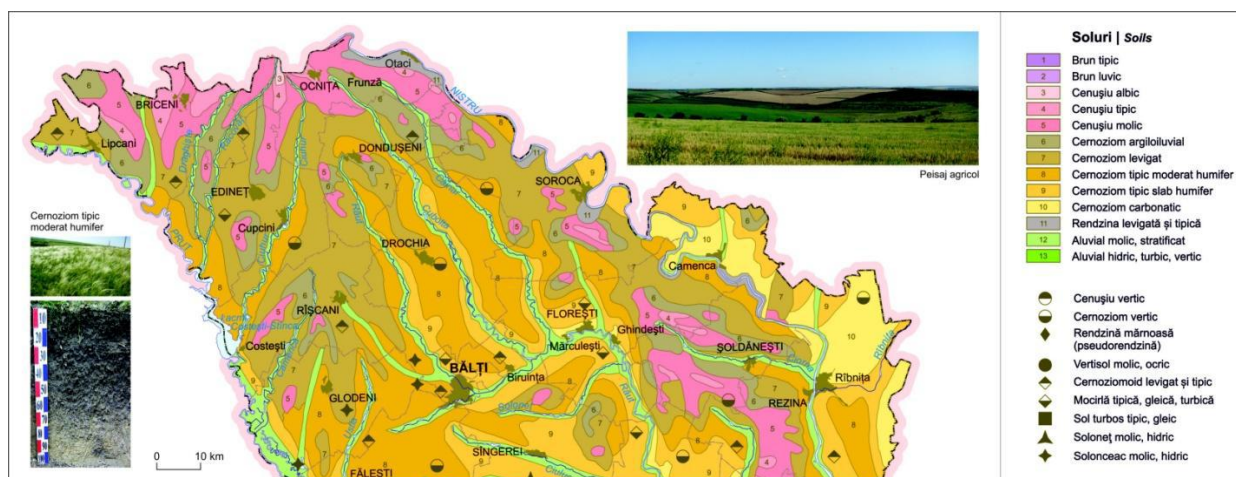 Soluri | Soils
1 Brun tipic
2 Brun luvic
3 Cenuşiu albic
4 Cenuşiu tipic
5 Cenuşiu molic
6 Cernoziom argiloiluvial
7 Cernoziom levigat
8 Cernoziom tipic moderat humifer
9 Cernoziom tipic slab humifer
10 Cernoziom carbonatic
11 Rendzina levigată şi tipică
12 Aluvial molic, stratificat
13 Aluvial hidric, turbic, vertic
Cenuşiu vertic
Cernoziom vertic
Rendzină mărnoasă
(pseudorendzină)
Vertisol molic, ocric
Cernoziomoid levigat şi tipic
Mocirlă tipică, gleică, turbică
Sol turbos tipic, gleic
Soloneţ molic, hidric
Solonceac molic, hidric
Peisaj agricol
Cernoziom tipic
moderat humifer
0 10 km
Otaci
OCNIŢA
Frunză
NISTRU
BRICENI
Lipcani
DONDUŞENI
SOROCA
EDINEŢ
Cupcini
PRUT
DROCHIA
Răut
Camenca
RÎŞCANI
FLOREŞTI
Ghindeşti
Costeşti
Mărculeşti
ŞOLDĂNEŞTI
BĂLŢI
Biruinţa
Rîbniţa
GLODENI
REZINA
Răut
SÎNGEREI
FĂLEŞTI